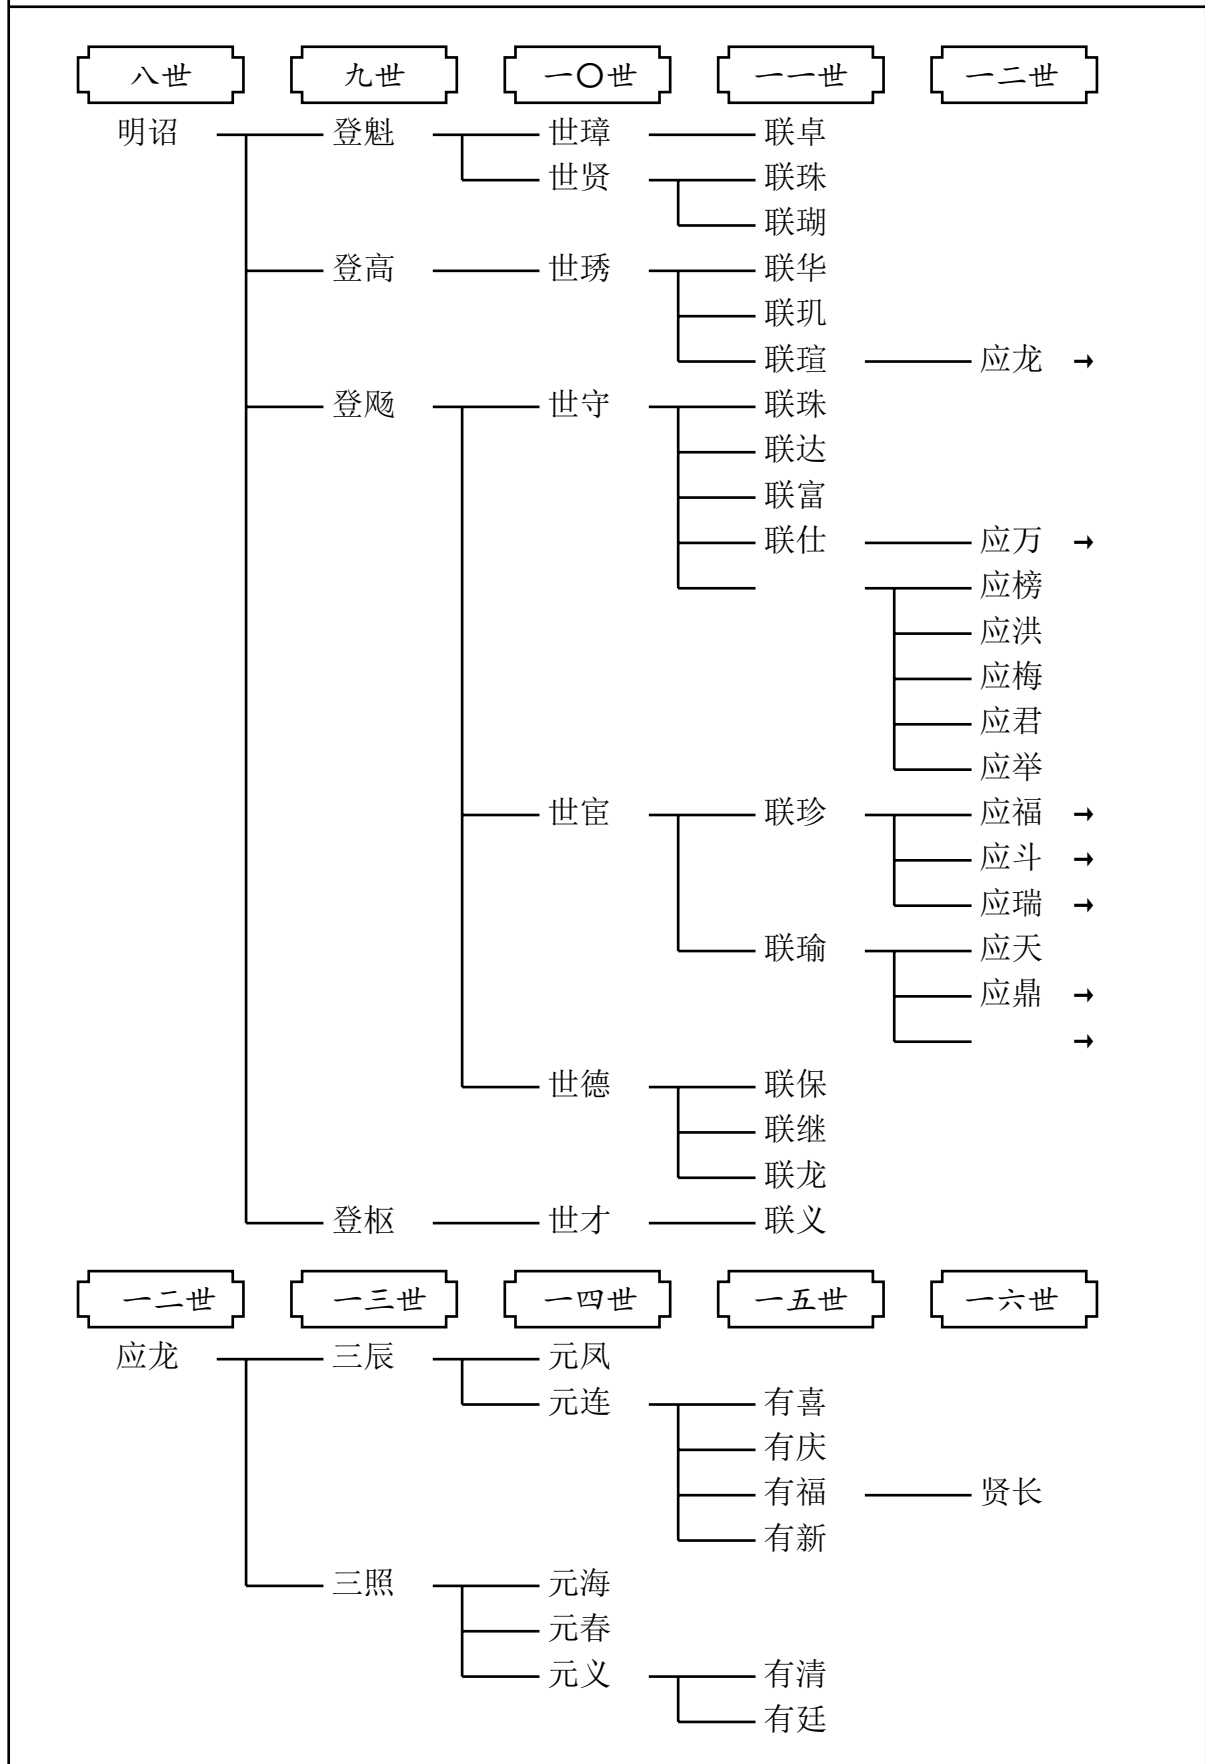 八世 九世 一〇世 一一世 一二世
明诏 登魁 世璋 联卓
世贤 联珠
联瑚
登高 世琇 联华
联玑
联瑄 应龙 →
登飏 世守 联珠
联达
联富
联仕 应万 →
应榜
应洪
应梅
应君
应举
世宦 联珍 应福 →
应斗 →
应瑞 →
联瑜 应天
应鼎 →
→
世德 联保
联继
联龙
登枢 世才 联义
一二世 一三世 一四世 一五世 一六世
应龙 三辰 元凤
元连 有喜
有庆
有福 贤长
有新
三照 元海
元春
元义 有清
有廷